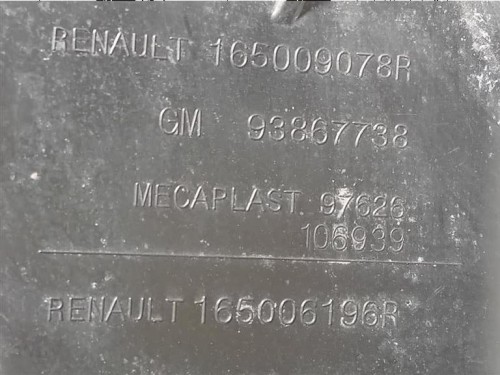 RENAULT 165009078R
GM 93867738
MECAPLAST 97626
106939
RENAULT 165006196R